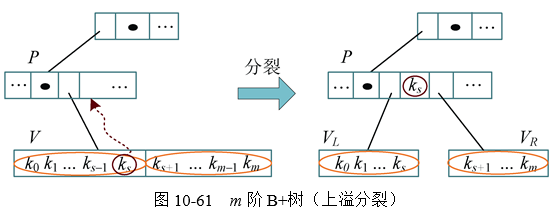 P
P
... ... ...
分裂
... k_s ...
V
k_0 k_1 ... k_{s-1} k_s k_{s+1} ... k_{m-1} k_m
V_L V_R
k_0 k_1 ... k_s k_{s+1} ... k_m
图 10-61 m 阶 B+树（上溢分裂）